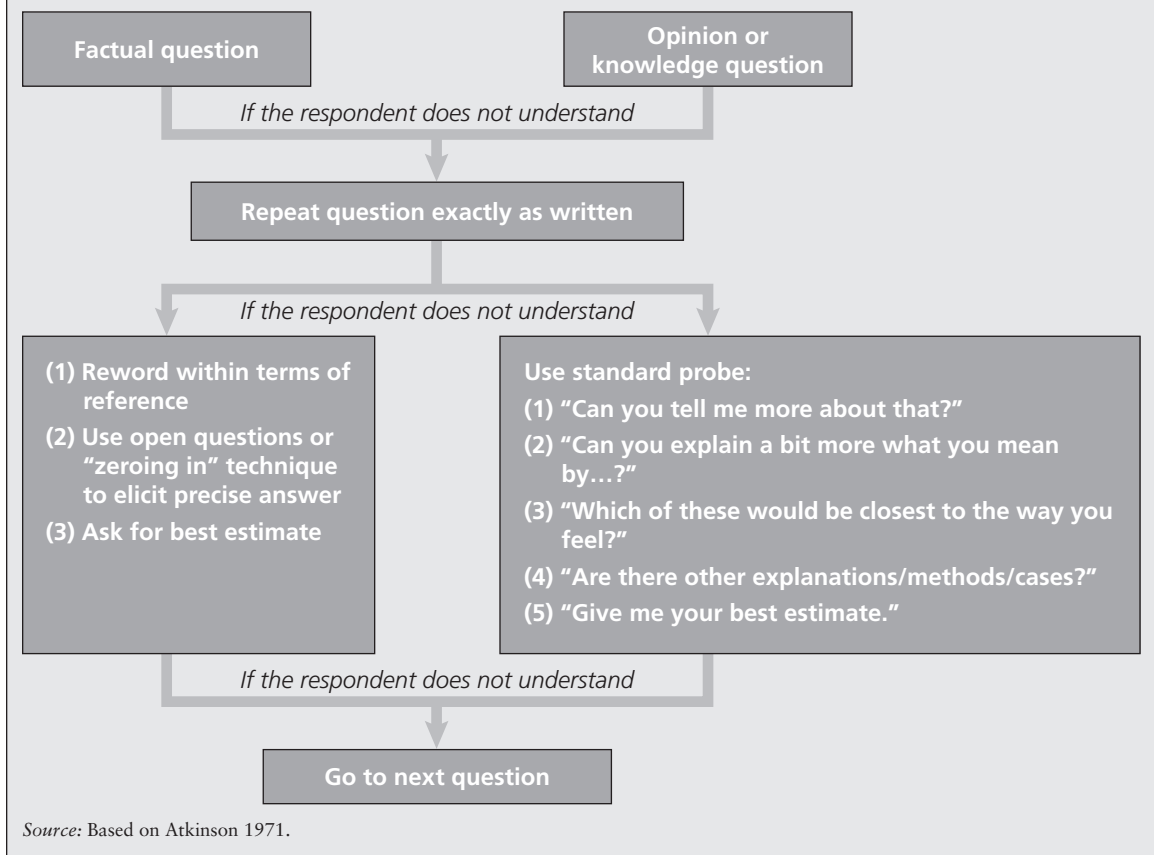 Factual question
Opinion or
knowledge question
If the respondent does not understand
Repeat question exactly as written
If the respondent does not understand
(1) Reword within terms of
reference
(2) Use open questions or
“zeroing in” technique
to elicit precise answer
(3) Ask for best estimate
Use standard probe:
(1) “Can you tell me more about that?”
(2) “Can you explain a bit more what you mean
by…?”
(3) “Which of these would be closest to the way you
feel?”
(4) “Are there other explanations/methods/cases?”
(5) “Give me your best estimate.”
If the respondent does not understand
Go to next question
Source: Based on Atkinson 1971.